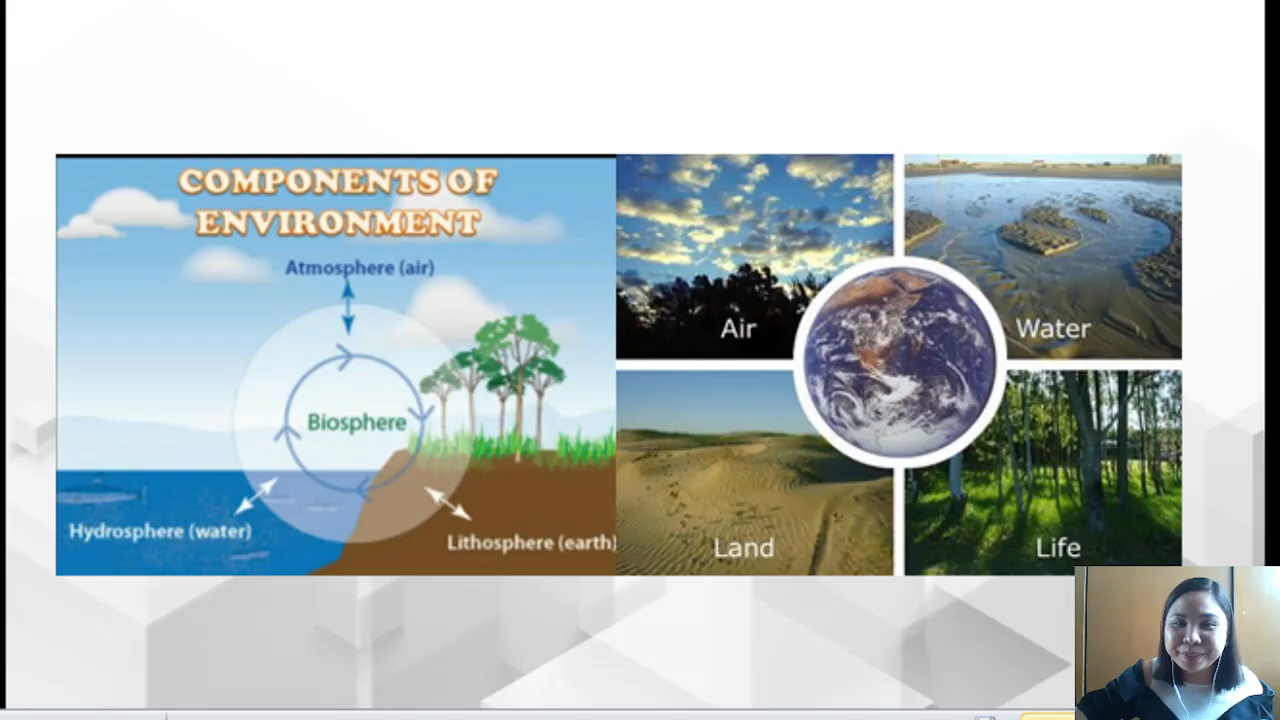 COMPONENTS OF
ENVIRONMENT
Atmosphere (air)
Biosphere
Hydrosphere (water)
Lithosphere (earth)
Air
Water
Land
Life